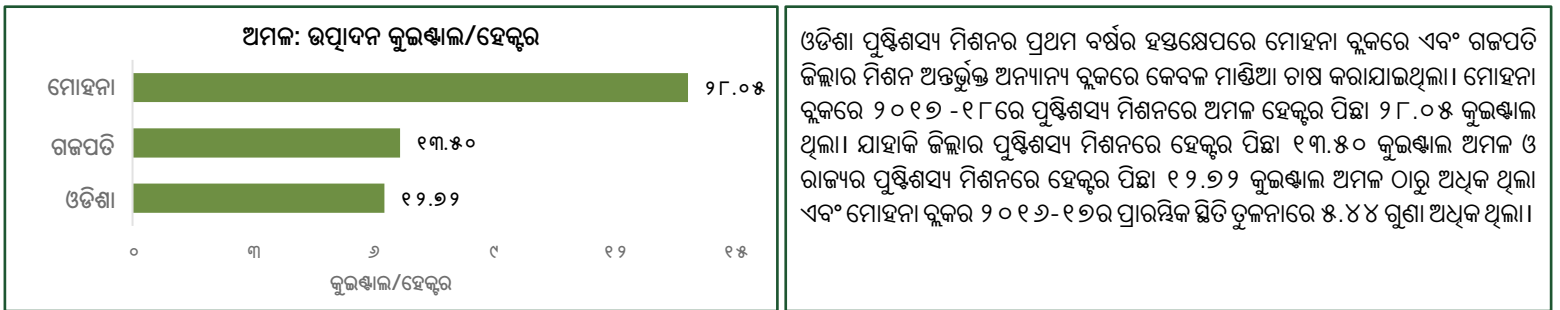 ଅମଳ: ଉତ୍ପାଦନ କୁଇଣ୍ଟାଲ/ହେକ୍ଟର
ମୋହନା
୨୮.୦୫
ଗଜପତି
୧୩.୫୦
ଓଡିଶା
୧୨.୭୨
୦ ୩ ୬ ୯ ୧୨ ୧୫
କୁଇଣ୍ଟାଲ/ହେକ୍ଟର
ଓଡିଶା ପୁଷ୍ଟିଶସ୍ୟ ମିଶନର ପ୍ରଥମ ବର୍ଷର ହସ୍ତକ୍ଷେପରେ ମୋହନା ବ୍ଲକରେ ଏବଂ ଗଜପତି
ଜିଲ୍ଲାର ମିଶନ ଅନ୍ତର୍ଭୁକ୍ତ ଅନ୍ୟାନ୍ୟ ବ୍ଲକରେ କେବଳ ମାଣ୍ଡିଆ ଚାଷ କରାଯାଇଥିଲା। ମୋହନା
ବ୍ଲକରେ ୨୦୧୭ -୧୮ରେ ପୁଷ୍ଟିଶସ୍ୟ ମିଶନରେ ଅମଳ ହେକ୍ଟର ପିଛା ୨୮.୦୫ କୁଇଣ୍ଟାଲ
ଥିଲା। ଯାହାକି ଜିଲ୍ଲାର ପୁଷ୍ଟିଶସ୍ୟ ମିଶନରେ ହେକ୍ଟର ପିଛା ୧୩.୫୦ କୁଇଣ୍ଟାଲ ଅମଳ ଓ
ରାଜ୍ୟର ପୁଷ୍ଟିଶସ୍ୟ ମିଶନରେ ହେକ୍ଟର ପିଛା ୧୨.୭୨ କୁଇଣ୍ଟାଲ ଅମଳ ଠାରୁ ଅଧିକ ଥିଲା
ଏବଂ ମୋହନା ବ୍ଲକର ୨୦୧୬-୧୭ର ପ୍ରାରମ୍ଭିକ ସ୍ଥିତି ତୁଳନାରେ ୫.୪୪ ଗୁଣା ଅଧିକ ଥିଲା।